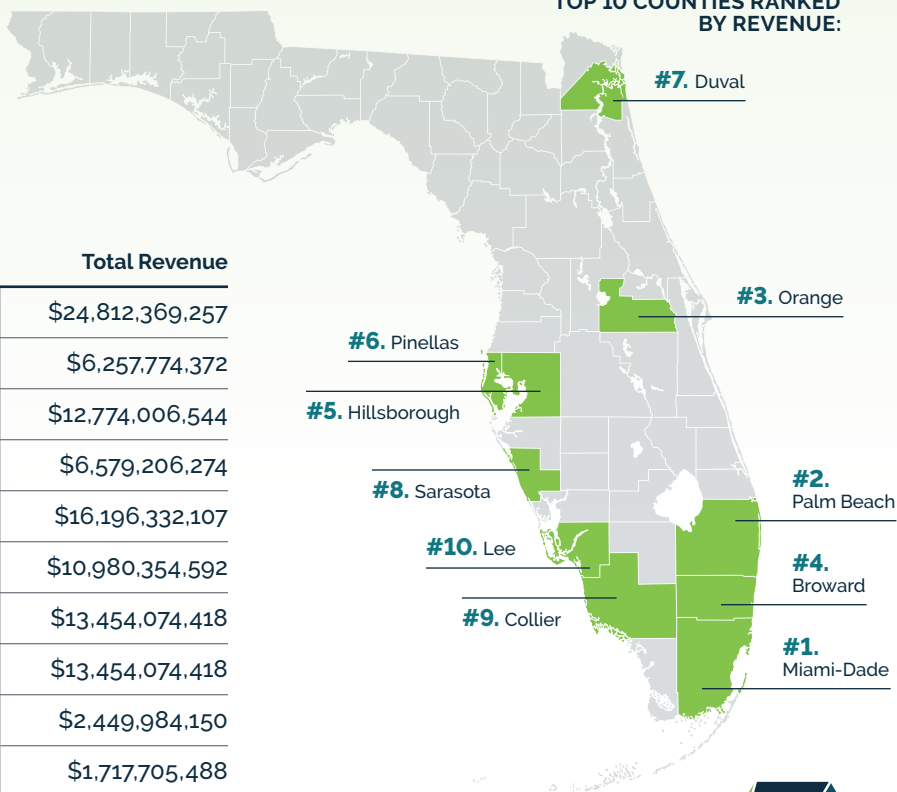 TOP 10 COUNTIES RANKED
BY REVENUE:
#7. Duval
Total Revenue
$24,812,369,257
$6,257,774,372
$12,774,006,544
$6,579,206,274
$16,196,332,107
$10,980,354,592
$13,454,074,418
$13,454,074,418
$2,449,984,150
$1,717,705,488
#3. Orange
#6. Pinellas
#5. Hillsborough
#8. Sarasota
#2.
Palm Beach
#10. Lee
#4.
Broward
#9. Collier
#1.
Miami-Dade